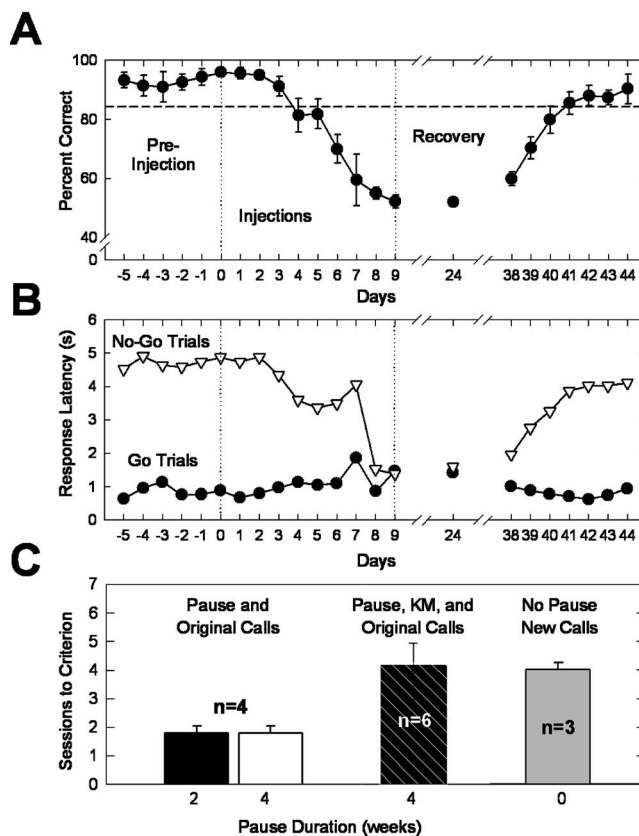 A
100
80
60
40
0
Percent Correct
Pre-
Injection
Injections
Recovery
-5 -4 -3 -2 -1 0 1 2 3 4 5 6 7 8 9 24 38 39 40 41 42 43 44
Days
B
6
5
4
3
2
1
0
Response Latency (s)
No-Go Trials
Go Trials
-5 -4 -3 -2 -1 0 1 2 3 4 5 6 7 8 9 24 38 39 40 41 42 43 44
Days
C
7
6
5
4
3
2
1
0
Sessions to Criterion
Pause and
Original Calls
Pause, KM, and
Original Calls
No Pause
New Calls
n=4
n=6
n=3
2 4 4 0
Pause Duration (weeks)